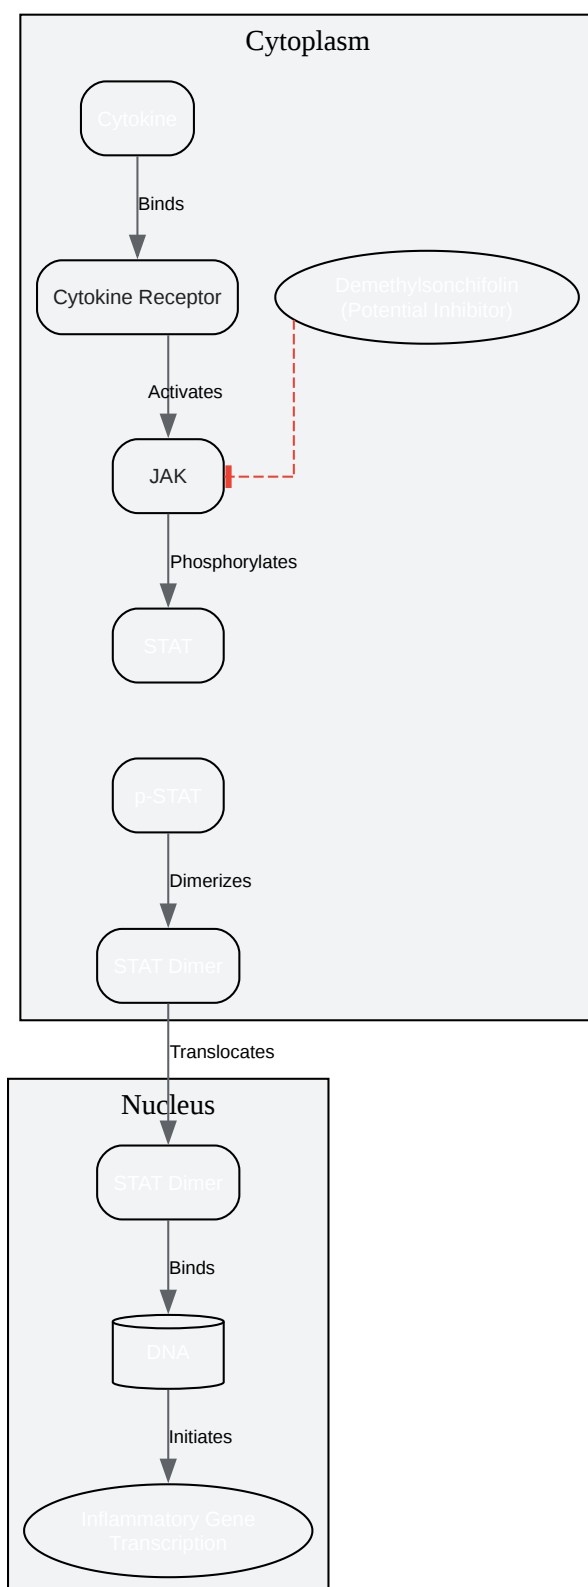 Cytoplasm
Cytokine
Binds
Cytokine Receptor
Demethylsonchifolin
(Potential Inhibitor)
Activates
JAK
Phosphorylates
STAT
p-STAT
Dimerizes
STAT Dimer
Translocates
Nucleus
STAT Dimer
Binds
DNA
Initiates
Inflammatory Gene
Transcription